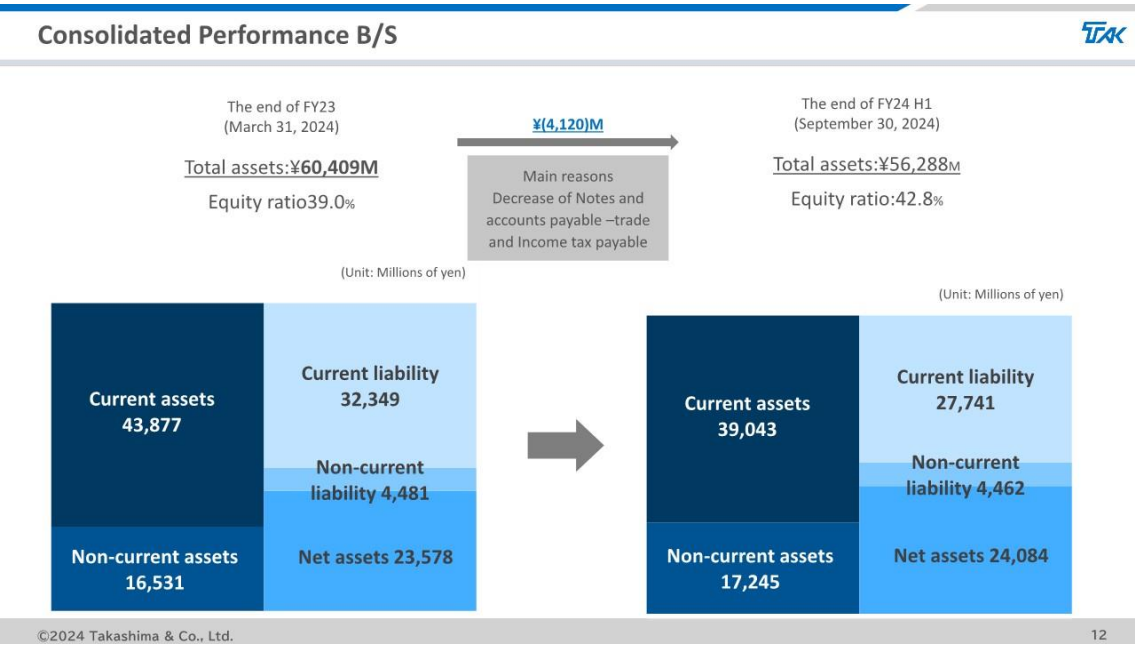 Consolidated Performance B/S
TAK
The end of FY23
(March 31, 2024)
Total assets:¥60,409M
Equity ratio39.0%
¥(4,120)M
Main reasons
Decrease of Notes and
accounts payable –trade
and Income tax payable
The end of FY24 H1
(September 30, 2024)
Total assets:¥56,288M
Equity ratio:42.8%
(Unit: Millions of yen)
Current assets
43,877
Non-current assets
16,531
Current liability
32,349
Non-current
liability 4,481
Net assets 23,578
(Unit: Millions of yen)
Current assets
39,043
Non-current assets
17,245
Current liability
27,741
Non-current
liability 4,462
Net assets 24,084
©2024 Takashima & Co., Ltd.
12